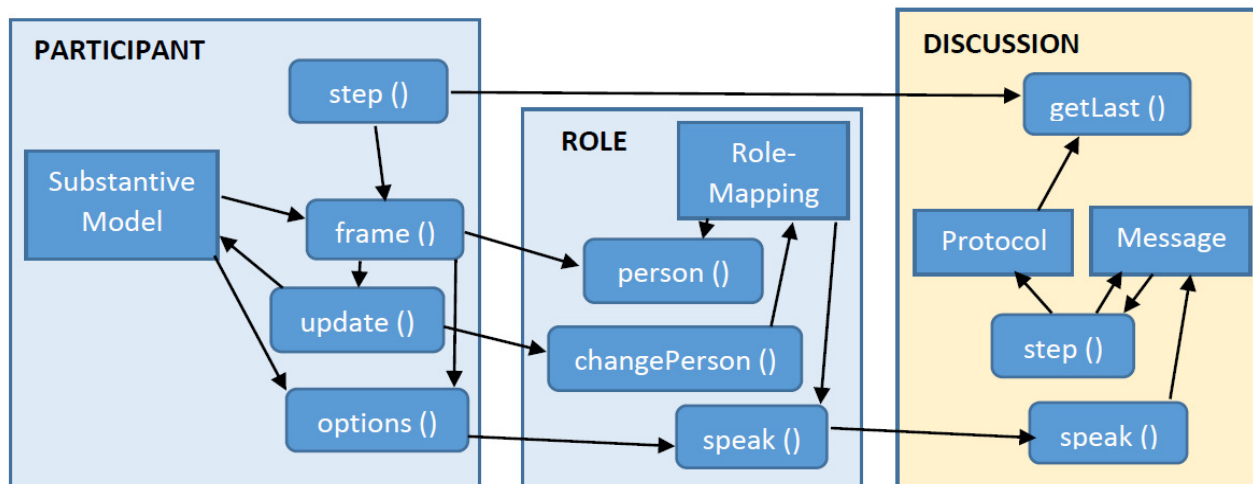 PARTICIPANT
step ()
Substantive
Model
frame ()
update ()
options ()
ROLE
Role-
Mapping
person ()
changePerson ()
speak ()
DISCUSSION
getLast ()
Protocol
Message
step ()
speak ()